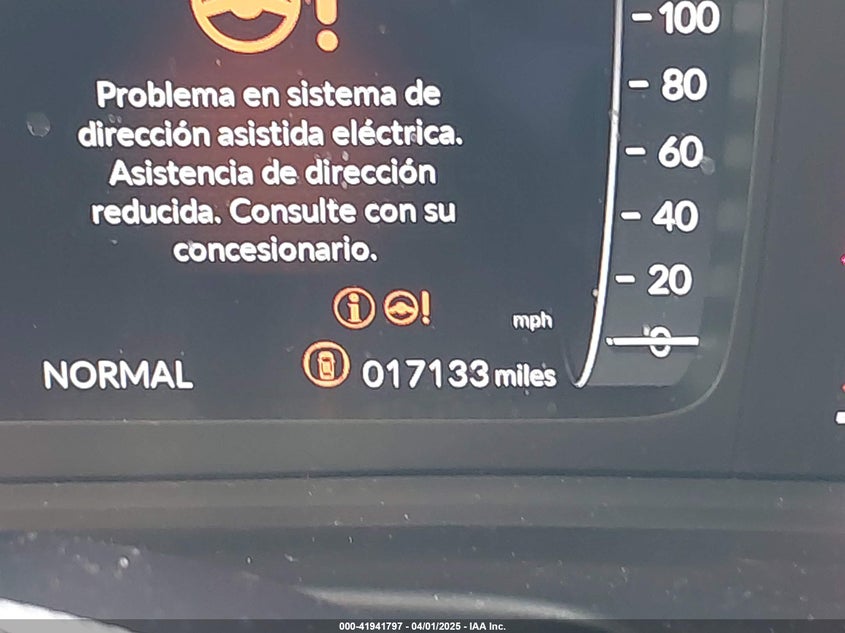 100
80
60
40
20
0
Problema en sistema de
dirección asistida eléctrica.
Asistencia de dirección
reducida. Consulte con su
concesionario.
mph
NORMAL
017133 miles
000-41941797 - 04/01/2025 - IAA Inc.